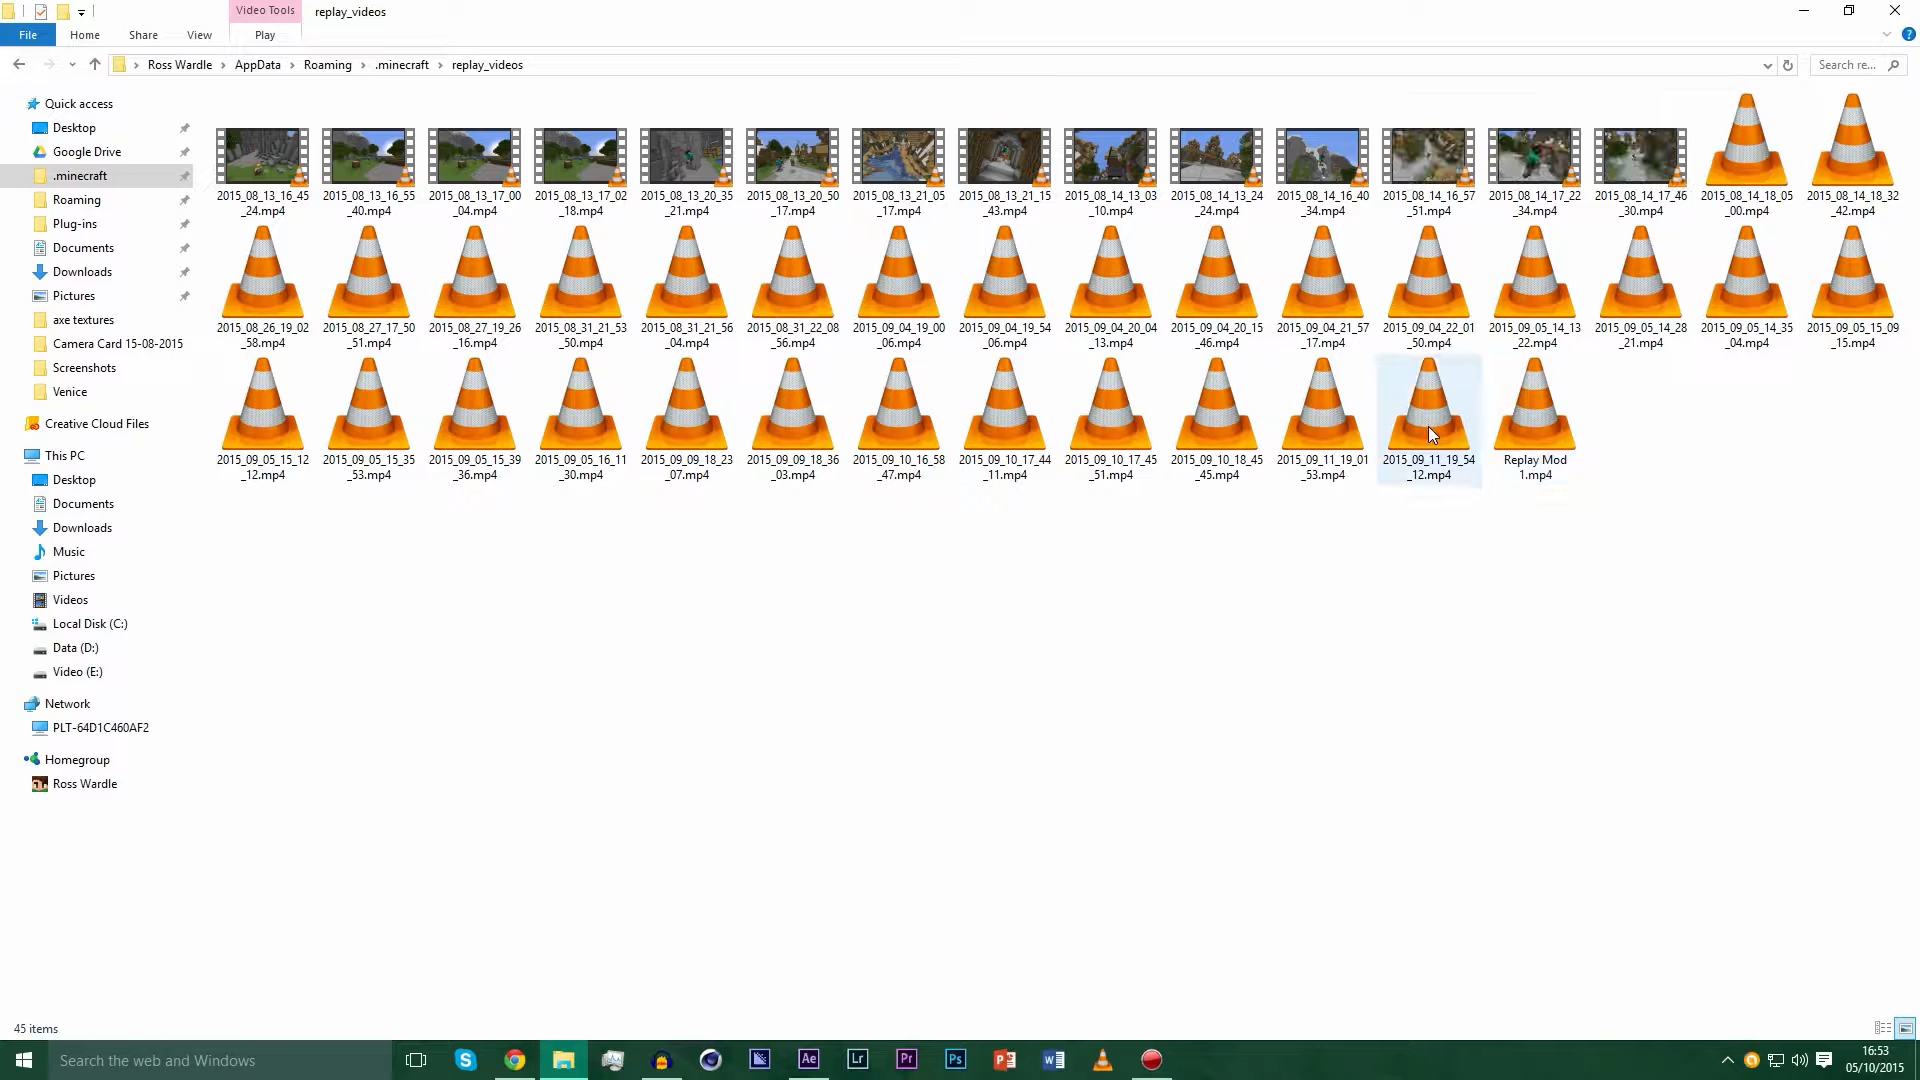 Video Tools
replay_videos
File
Home
Share
View
Play
Ross Wardle
AppData
Roaming
.minecraft
replay_videos
Search re...
Quick access
Desktop
Google Drive
.minecraft
Roaming
Plug-ins
Documents
Downloads
Pictures
axe textures
Camera Card 15-08-2015
Screenshots
Venice
Creative Cloud Files
This PC
Desktop
Documents
Downloads
Music
Pictures
Videos
Local Disk (C:)
Data (D:)
Video (E:)
Network
PLT-64D1C460AF2
Homegroup
Ross Wardle
2015_08_13_16_45
_24.mp4
2015_08_13_16_55
_40.mp4
2015_08_13_17_00
_04.mp4
2015_08_13_17_02
_18.mp4
2015_08_13_20_35
_21.mp4
2015_08_13_20_50
_17.mp4
2015_08_13_21_05
_17.mp4
2015_08_13_21_15
_43.mp4
2015_08_14_13_03
_10.mp4
2015_08_14_13_24
_24.mp4
2015_08_14_16_40
_34.mp4
2015_08_14_16_57
_51.mp4
2015_08_14_17_22
_34.mp4
2015_08_14_17_46
_30.mp4
2015_08_14_18_05
_00.mp4
2015_08_14_18_32
_42.mp4
2015_08_26_19_02
_58.mp4
2015_08_27_17_50
_51.mp4
2015_08_27_19_26
_16.mp4
2015_08_31_21_53
_50.mp4
2015_08_31_21_56
_04.mp4
2015_08_31_22_08
_56.mp4
2015_09_04_19_00
_06.mp4
2015_09_04_19_54
_06.mp4
2015_09_04_20_04
_13.mp4
2015_09_04_20_15
_46.mp4
2015_09_04_21_57
_17.mp4
2015_09_04_22_01
_50.mp4
2015_09_05_14_13
_22.mp4
2015_09_05_14_28
_21.mp4
2015_09_05_14_35
_04.mp4
2015_09_05_15_09
_15.mp4
2015_09_05_15_12
_12.mp4
2015_09_05_15_35
_53.mp4
2015_09_05_15_39
_36.mp4
2015_09_05_16_11
_30.mp4
2015_09_09_18_23
_07.mp4
2015_09_09_18_36
_03.mp4
2015_09_10_16_58
_47.mp4
2015_09_10_17_44
_11.mp4
2015_09_10_17_45
_51.mp4
2015_09_10_18_45
_45.mp4
2015_09_11_19_01
_53.mp4
2015_09_11_19_54
_12.mp4
Replay Mod
1.mp4
45 items
Search the web and Windows
Ae
Lr
Pr
Ps
16:53
05/10/2015